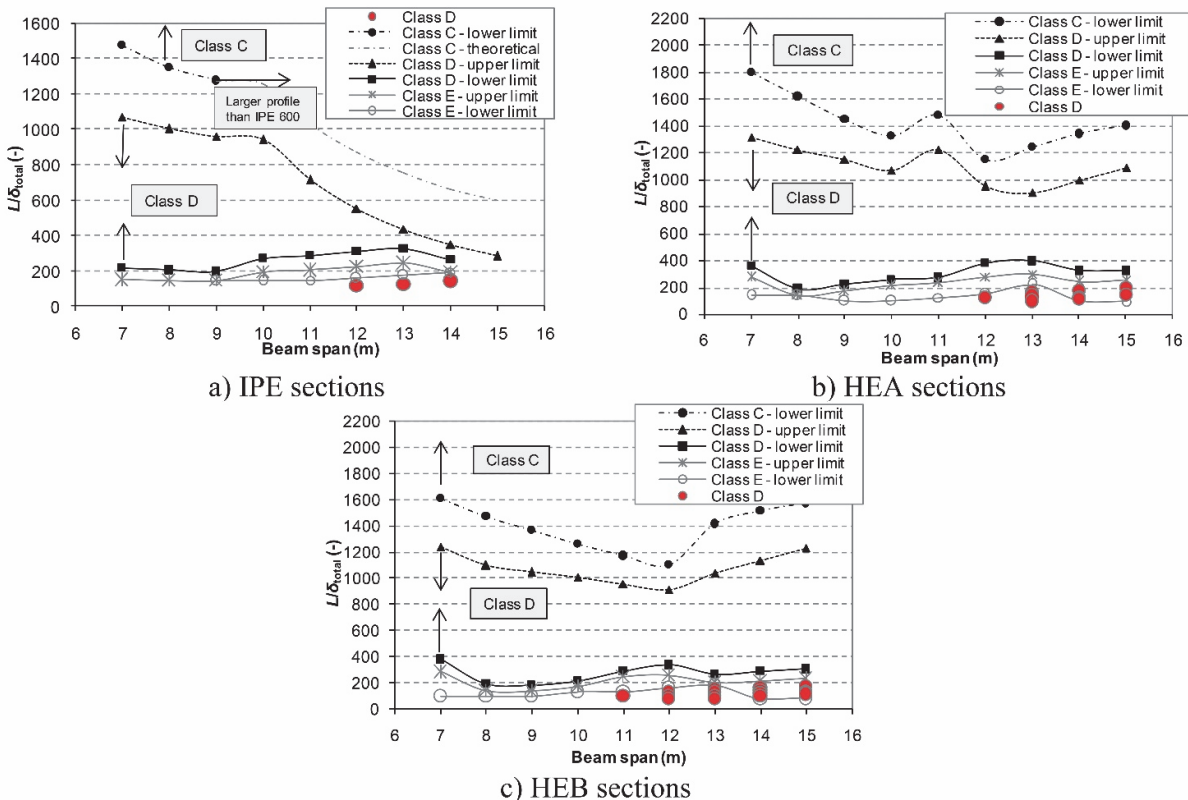 1600
1400
1200
1000
800
600
400
200
0
L/δtotal (-)
Class C
Larger profile
than IPE 600
Class D
Class D
Class C - lower limit
Class C - theoretical
Class D - upper limit
Class D - lower limit
Class E - upper limit
Class E - lower limit
6 7 8 9 10 11 12 13 14 15 16
Beam span (m)
a) IPE sections
2200
2000
1800
1600
1400
1200
1000
800
600
400
200
0
L/δtotal (-)
Class C
Class D
Class C - lower limit
Class D - upper limit
Class D - lower limit
Class E - upper limit
Class E - lower limit
Class D
6 7 8 9 10 11 12 13 14 15 16
Beam span (m)
b) HEA sections
2200
2000
1800
1600
1400
1200
1000
800
600
400
200
0
L/δtotal (-)
Class C
Class D
Class C - lower limit
Class D - upper limit
Class D - lower limit
Class E - upper limit
Class E - lower limit
Class D
6 7 8 9 10 11 12 13 14 15 16
Beam span (m)
c) HEB sections